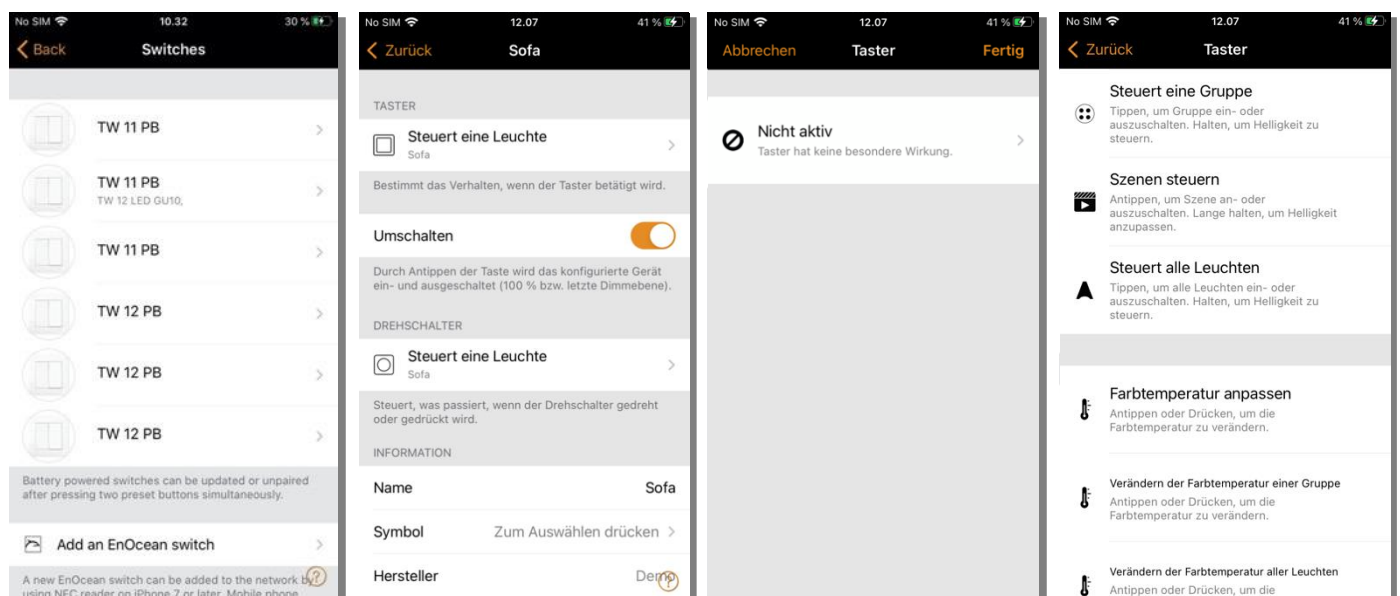 No SIM 10.32 30 %
Back Switches
TW 11 PB
TW 11 PB
TW 12 LED GU10,
TW 11 PB
TW 12 PB
TW 12 PB
TW 12 PB
Battery powered switches can be updated or unpaired
after pressing two preset buttons simultaneously.
Add an EnOcean switch
A new EnOcean switch can be added to the network by
using NFC reader on iPhone 7 or later. Mobile phone
No SIM 12.07 41 %
Zurück Sofa
TASTER
Steuert eine Leuchte
Sofa
Bestimmt das Verhalten, wenn der Taster betätigt wird.
Umschalten
Durch Antippen der Taste wird das konfigurierte Gerät
ein- und ausgeschaltet (100 % bzw. letzte Dimmebene).
DREHSCHALTER
Steuert eine Leuchte
Sofa
Steuert, was passiert, wenn der Drehschalter gedreht
oder gedrückt wird.
INFORMATION
Name Sofa
Symbol Zum Auswählen drücken
Hersteller Demo
?
No SIM 12.07 41 %
Abbrechen Taster Fertig
Nicht aktiv
Taster hat keine besondere Wirkung.
No SIM 12.07 41 %
Zurück Taster
Steuert eine Gruppe
Tippen, um Gruppe ein- oder
auszuschalten. Halten, um Helligkeit zu
steuern.
Szenen steuern
Antippen, um Szene an- oder
auszuschalten. Lange halten, um Helligkeit
anzupassen.
Steuert alle Leuchten
Tippen, um alle Leuchten ein- oder
auszuschalten. Halten, um Helligkeit zu
steuern.
Farbtemperatur anpassen
Antippen oder Drücken, um die
Farbtemperatur zu verändern.
Verändern der Farbtemperatur einer Gruppe
Antippen oder Drücken, um die
Farbtemperatur zu verändern.
Verändern der Farbtemperatur aller Leuchten
Antippen oder Drücken, um die